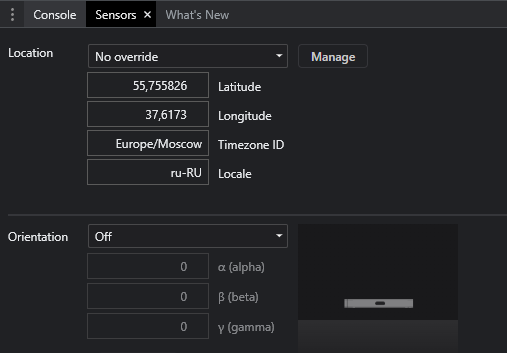 Console Sensors × What's New
Location No override Manage
55,755826 Latitude
37,6173 Longitude
Europe/Moscow Timezone ID
ru-RU Locale
Orientation Off
0 α (alpha)
0 β (beta)
0 γ (gamma)